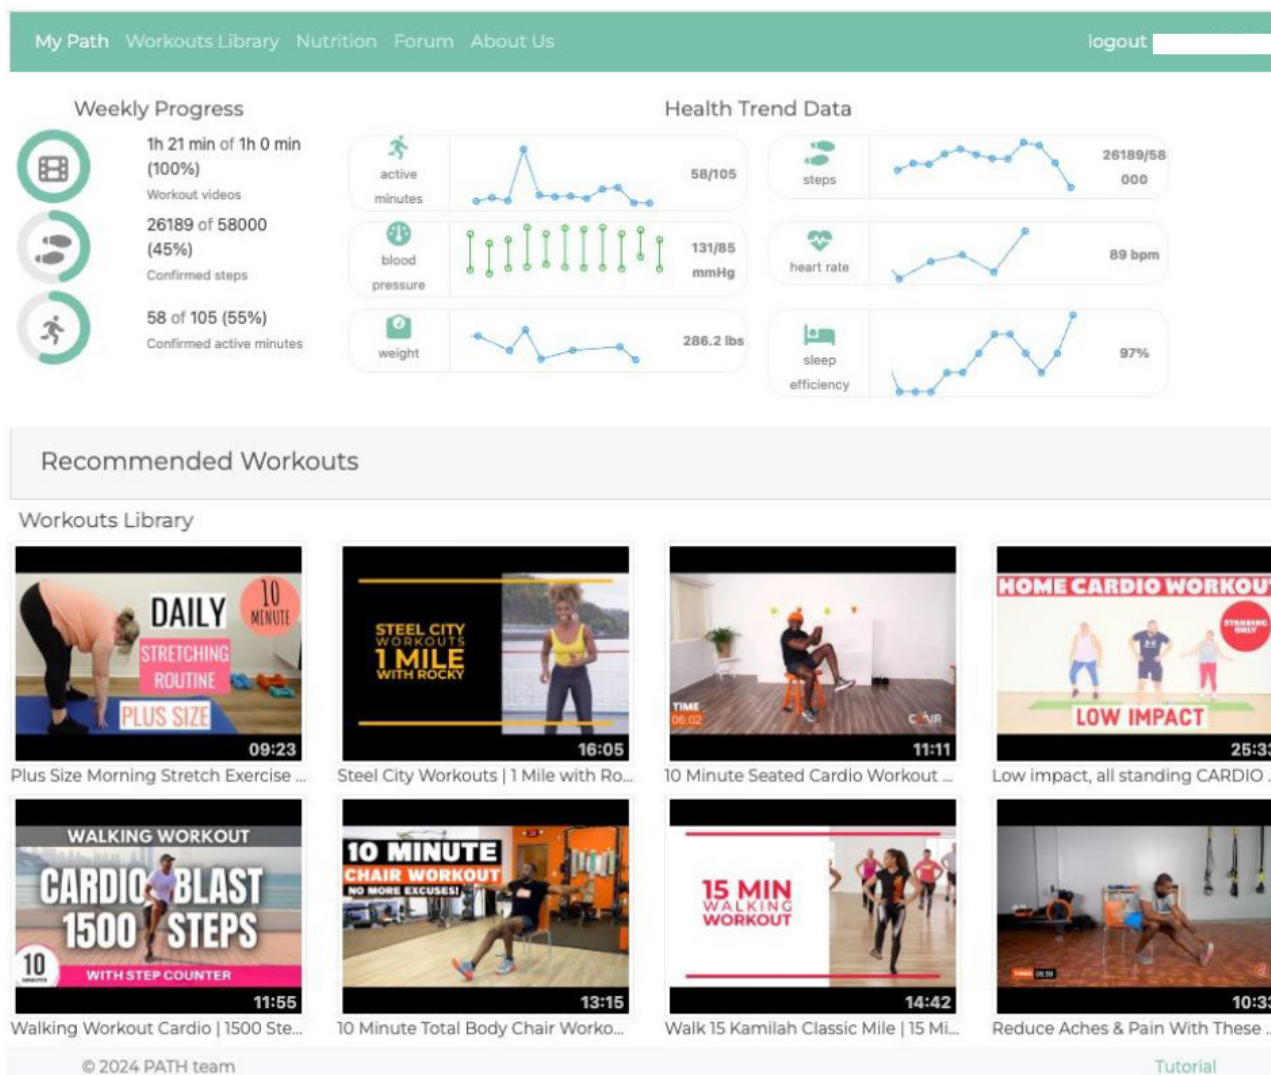 My Path Workouts Library Nutrition Forum About Us logout
Weekly Progress
1h 21 min of 1h 0 min
(100%)
Workout videos
26189 of 58000
(45%)
Confirmed steps
58 of 105 (55%)
Confirmed active minutes
Health Trend Data
active
minutes
58/105
steps
26189/58
000
blood
pressure
131/85
mmHg
heart rate
89 bpm
weight
286.2 lbs
sleep
efficiency
97%
Recommended Workouts
Workouts Library
DAILY
STRETCHING
ROUTINE
PLUS SIZE
10
MINUTE
09:23
Plus Size Morning Stretch Exercise ...
STEEL CITY
WORKOUTS
1 MILE
WITH ROCKY
16:05
Steel City Workouts | 1 Mile with Ro...
TIME
06:02
11:11
10 Minute Seated Cardio Workout ...
HOME CARDIO WORKOU
STANDING
ONLY
LOW IMPACT
25:33
Low impact, all standing CARDIO .
WALKING WORKOUT
CARDIO BLAST
1500 STEPS
10
WITH STEP COUNTER
11:55
Walking Workout Cardio | 1500 Ste...
10 MINUTE
CHAIR WORKOUT
NO MORE EXCUSES!
13:15
10 Minute Total Body Chair Worko...
15 MIN
WALKING
WORKOUT
14:42
Walk 15 Kamilah Classic Mile | 15 Mi...
10:33
Reduce Aches & Pain With These ..
© 2024 PATH team
Tutorial